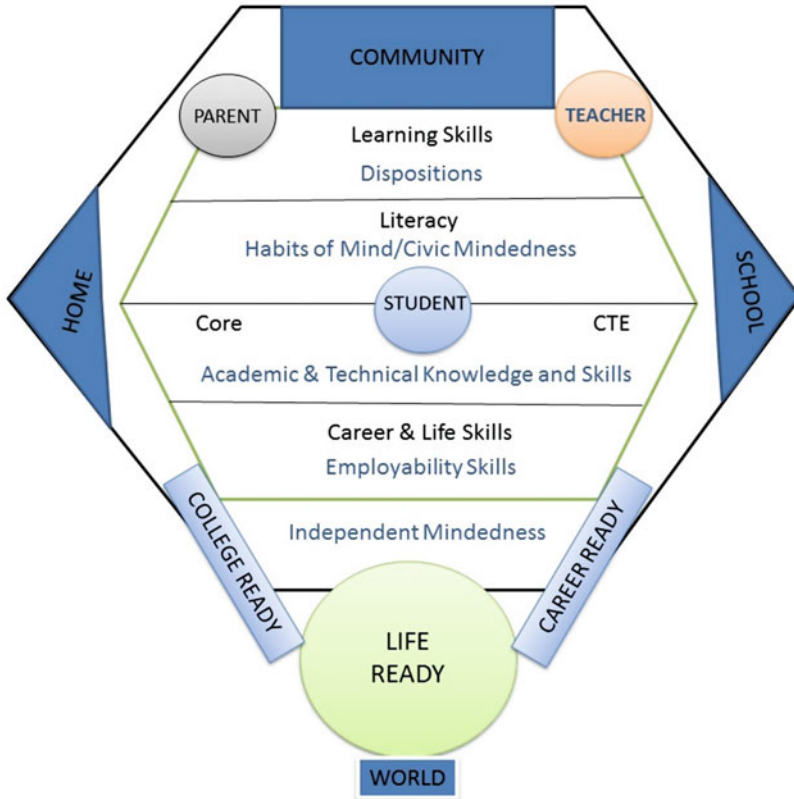 COMMUNITY
PARENT
TEACHER
Learning Skills
Dispositions
Literacy
Habits of Mind/Civic Mindedness
HOME
SCHOOL
STUDENT
Core
CTE
Academic & Technical Knowledge and Skills
Career & Life Skills
Employability Skills
COLLEGE READY
CAREER READY
Independent Mindedness
LIFE
READY
WORLD